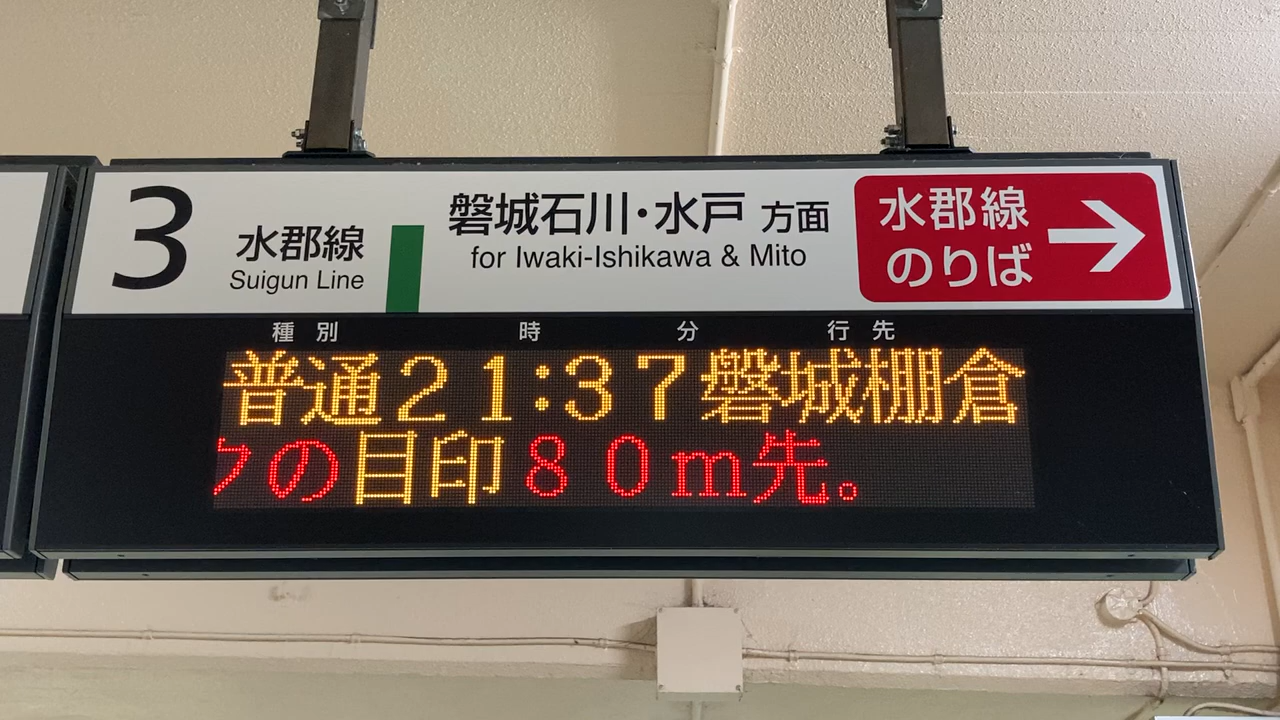 3
水郡線
Suigun Line
磐城石川・水戸 方面
for Iwaki-Ishikawa & Mito
水郡線
のりば
種別 時 分 行先
普通21:37磐城棚倉
の目印80m先。